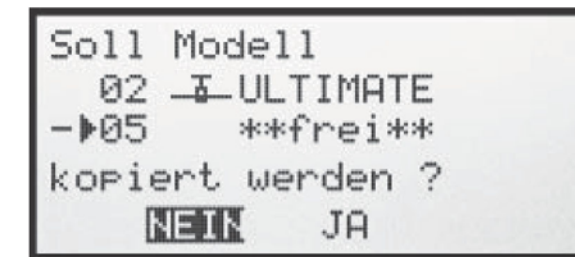 Soll Modell
02 ULTIMATE
05 **frei**
kopiert werden ?
NEIN JA